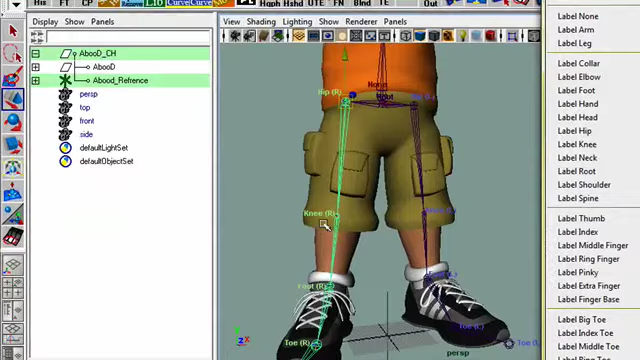 Display Show Panels
View Shading Lighting Show Renderer Panels
AbooD_CH
AbooD
Abood_Refrence
persp
top
front
side
defaultLightSet
defaultObjectSet
Hip (R)
Root
Knee (R)
Foot (R)
Toe (R)
Toe (L)
persp
Label None
Label Arm
Label Leg
Label Collar
Label Elbow
Label Foot
Label Hand
Label Head
Label Hip
Label Knee
Label Neck
Label Root
Label Shoulder
Label Spine
Label Thumb
Label Index
Label Middle Finger
Label Ring Finger
Label Pinky
Label Extra Finger
Label Finger Base
Label Big Toe
Label Index Toe
Label Middle Toe